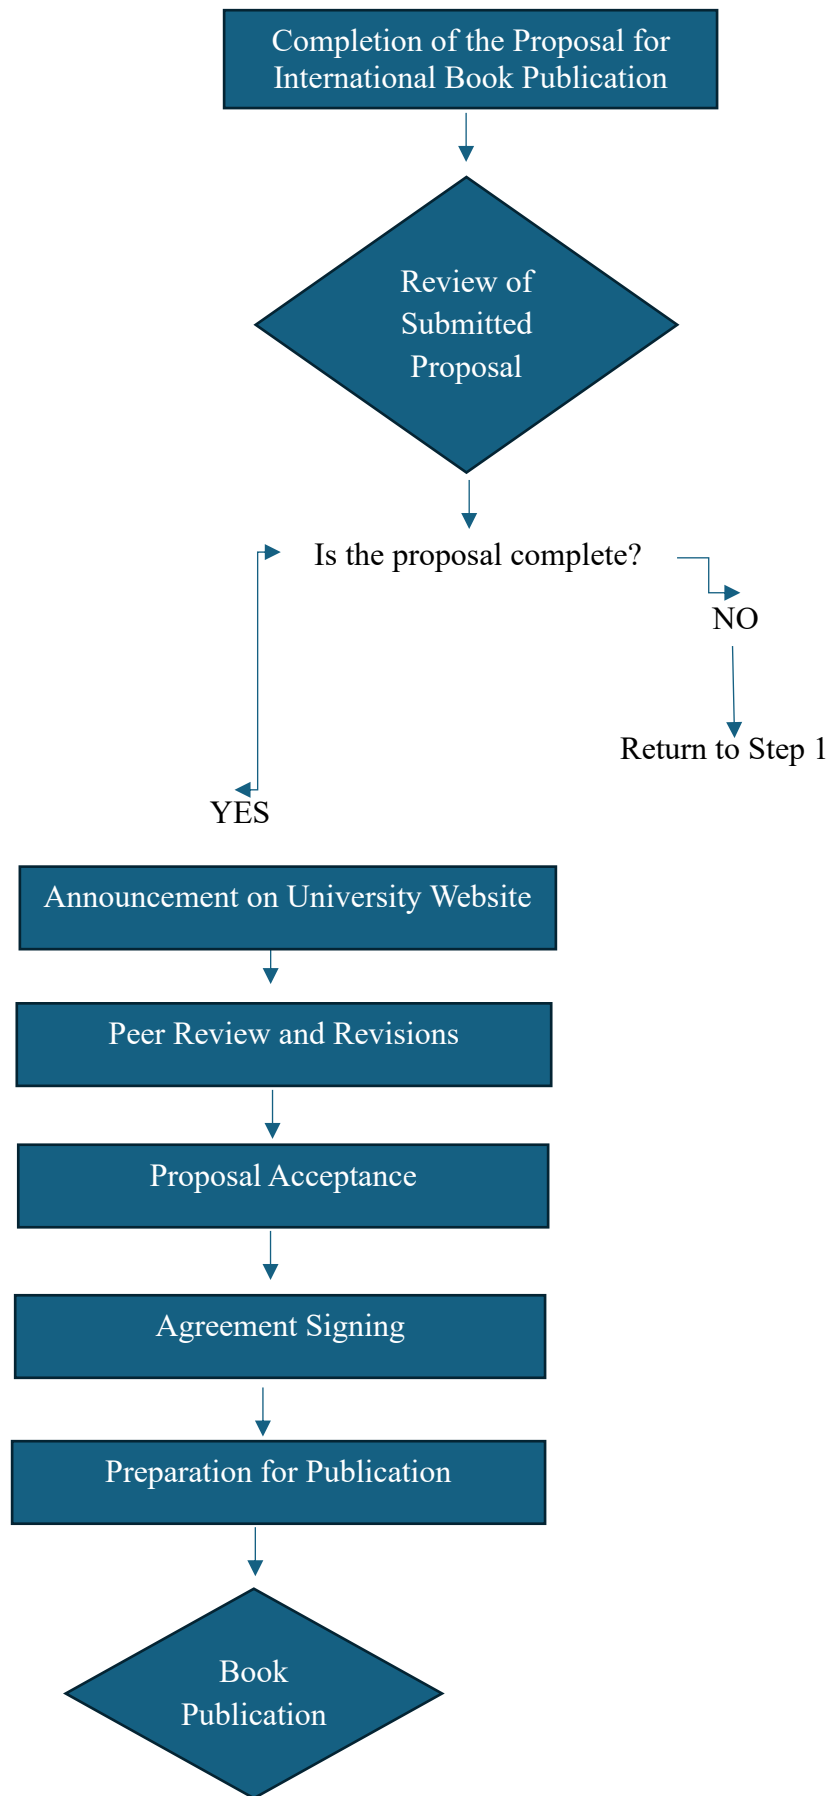 Completion of the Proposal for
International Book Publication
Review of
Submitted
Proposal
Is the proposal complete?
NO
Return to Step 1
YES
Announcement on University Website
Peer Review and Revisions
Proposal Acceptance
Agreement Signing
Preparation for Publication
Book
Publication